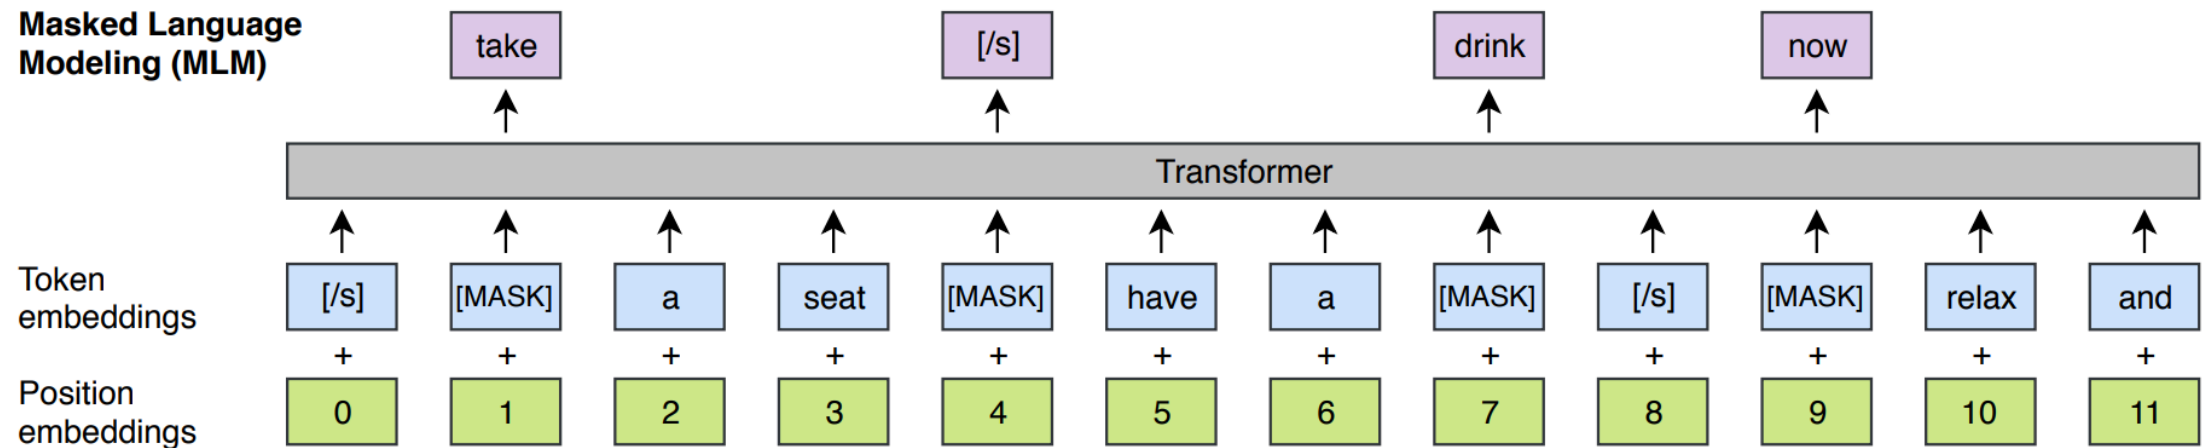 Masked Language
Modeling (MLM)
take [/s] drink now
Transformer
Token
embeddings
[/s] [MASK] a seat [MASK] have a [MASK] [/s] [MASK] relax and
+ + + + + + + + + + + +
Position
embeddings
0 1 2 3 4 5 6 7 8 9 10 11